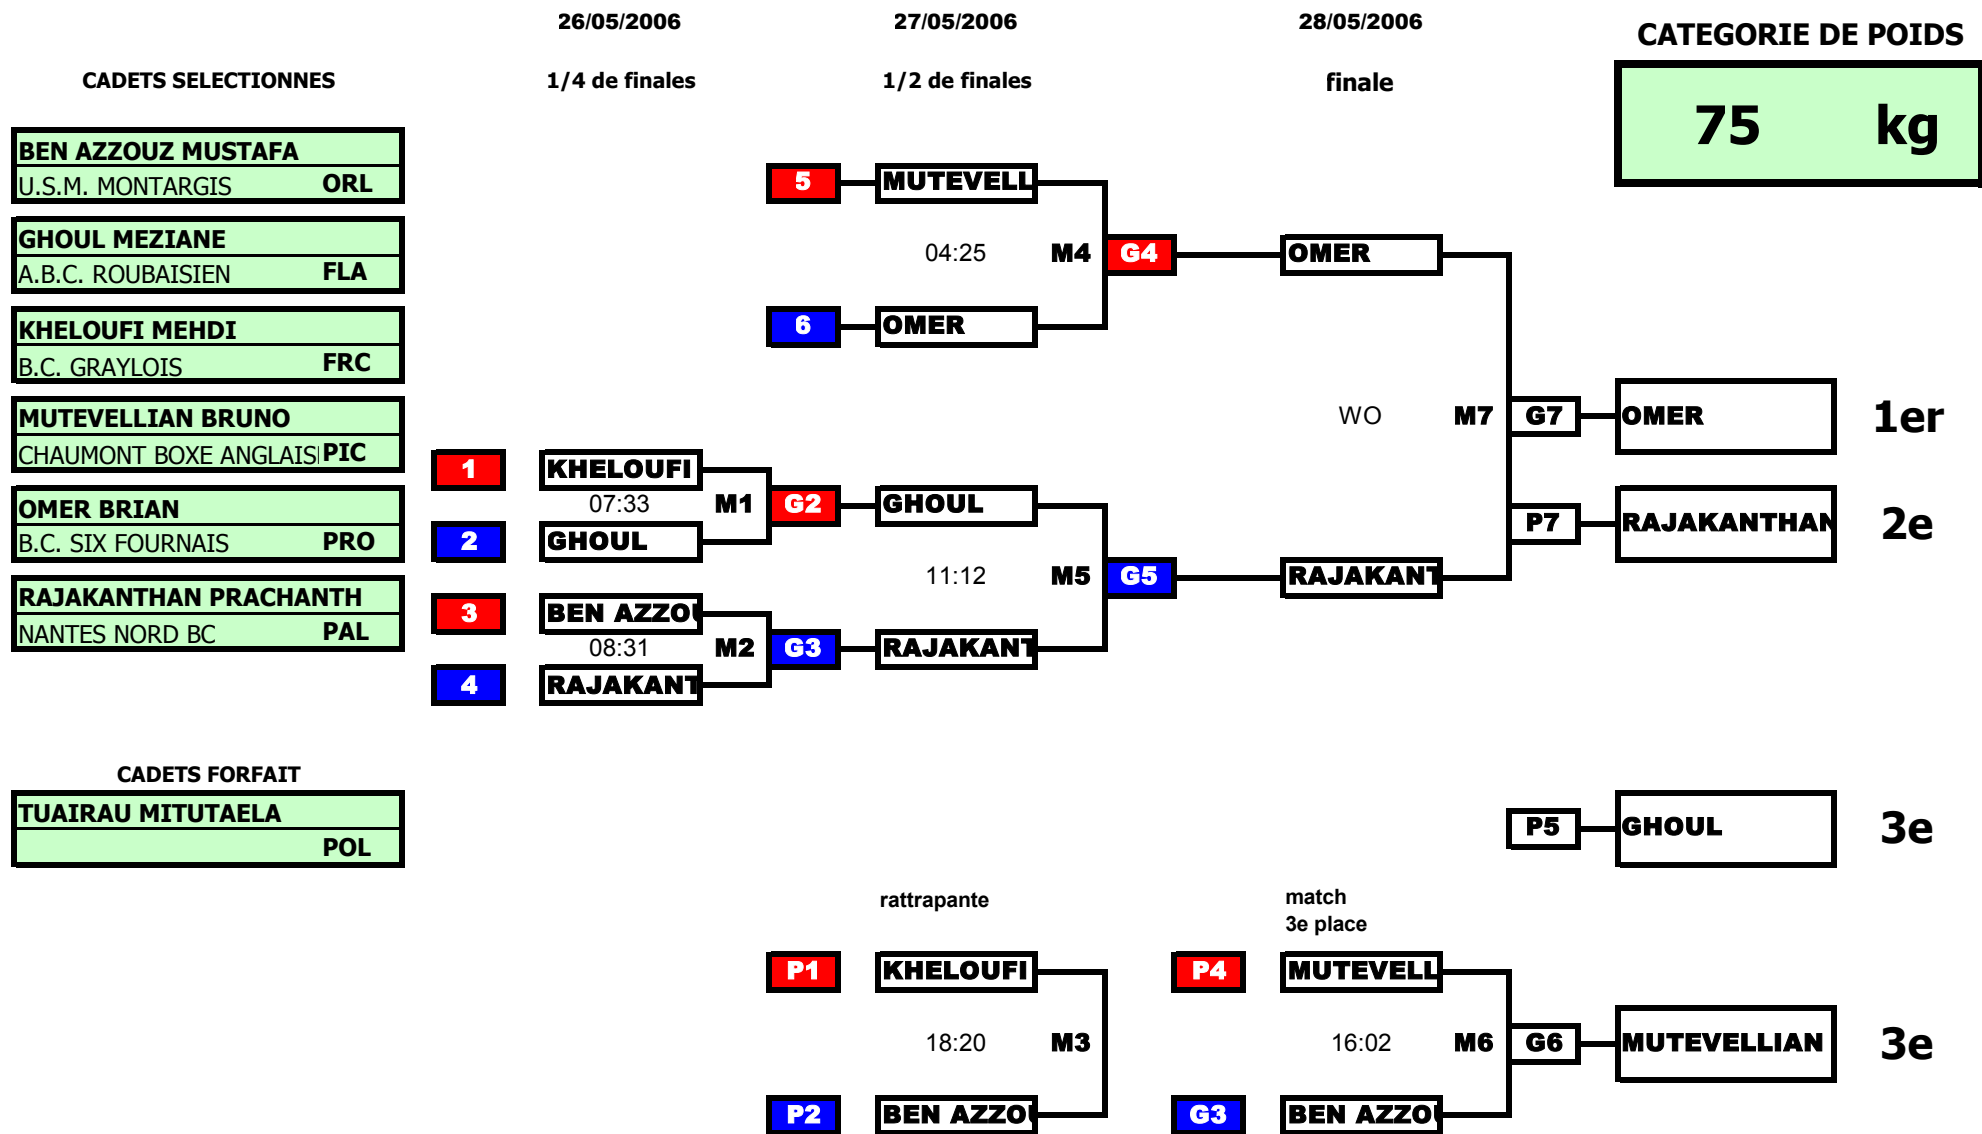 26/05/2006 27/05/2006 28/05/2006
CATEGORIE DE POIDS
CADETS SELECTIONNES 1/4 de finales 1/2 de finales finale
75 kg
BEN AZZOUZ MUSTAFA
U.S.M. MONTARGIS ORL
5 MUTEVELL
GHOUL MEZIANE
A.B.C. ROUBAISIEN FLA
04:25 M4 G4 OMER
KHELOUFI MEHDI
B.C. GRAYLOIS FRC
6 OMER
MUTEVELLIAN BRUNO
CHAUMONT BOXE ANGLAIS PIC
WO M7 G7 OMER 1er
1 KHELOUFI
07:33 M1 G2 GHOUL
2 GHOUL
OMER BRIAN
B.C. SIX FOURNAIS PRO
P7 RAJAKANTHAN 2e
11:12 M5 G5 RAJAKANT
RAJAKANTHAN PRACHANTH
NANTES NORD BC PAL
3 BEN AZZOU
08:31 M2 G3 RAJAKANT
4 RAJAKANT
CADETS FORFAIT
TUAIRAU MITUTAELA
POL
P5 GHOUL 3e
rattrapante
match
3e place
P1 KHELOUFI P4 MUTEVELL
18:20 M3 16:02 M6 G6 MUTEVELLIAN 3e
P2 BEN AZZOU G3 BEN AZZOU